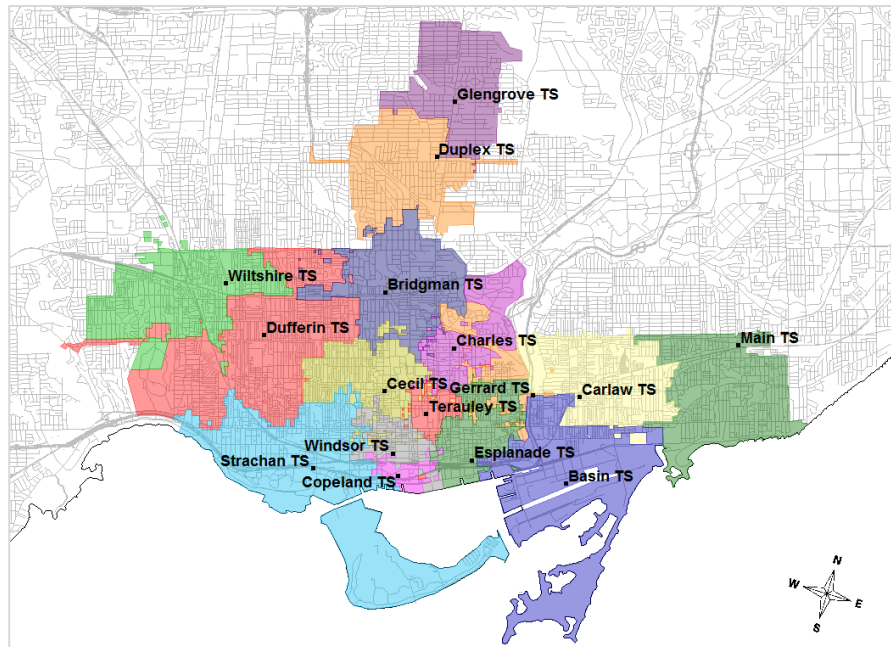 Glengrove TS
Duplex TS
Wiltshire TS
Bridgman TS
Dufferin TS
Charles TS
Main TS
Cecil TS
Gerrard TS
Carlaw TS
Terauley TS
Windsor TS
Esplanade TS
Strachan TS
Copeland TS
Basin TS
N
W
E
S